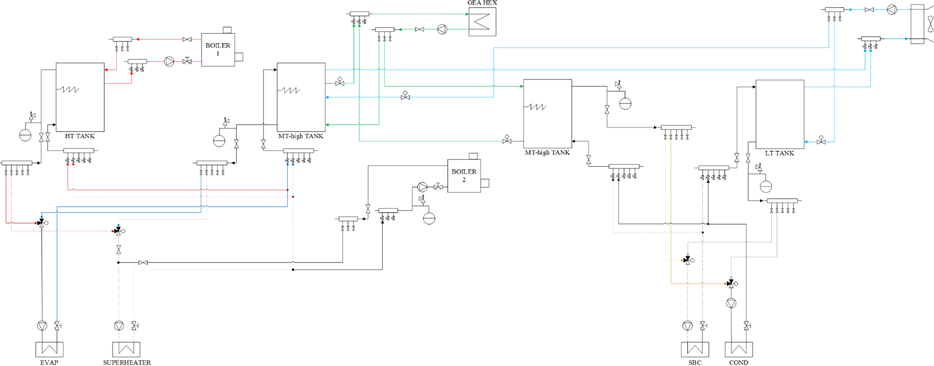 GEA HEX
BOILER
1
HT TANK
MT-high TANK
MT-high TANK
LT TANK
BOILER
2
EVAP
SUPERHEATER
SBC
COND